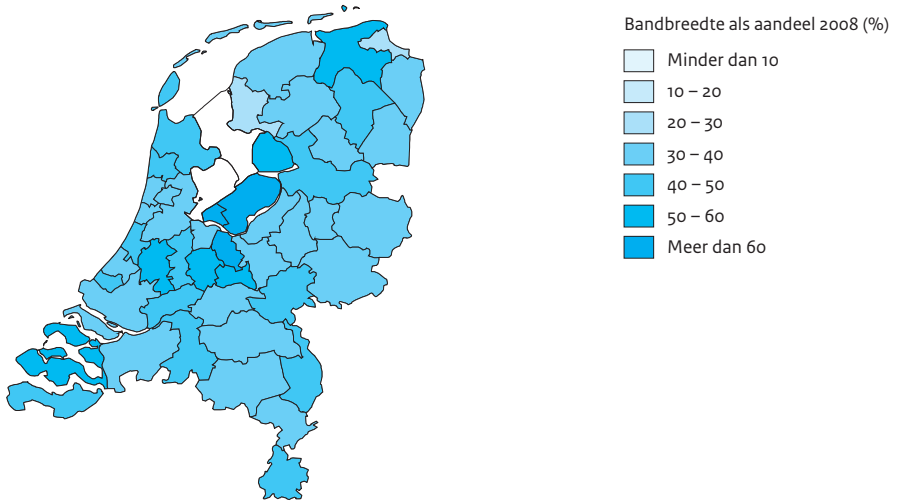 Bandbreedte als aandeel 2008 (%)
Minder dan 10
10 – 20
20 – 30
30 – 40
40 – 50
50 – 60
Meer dan 60